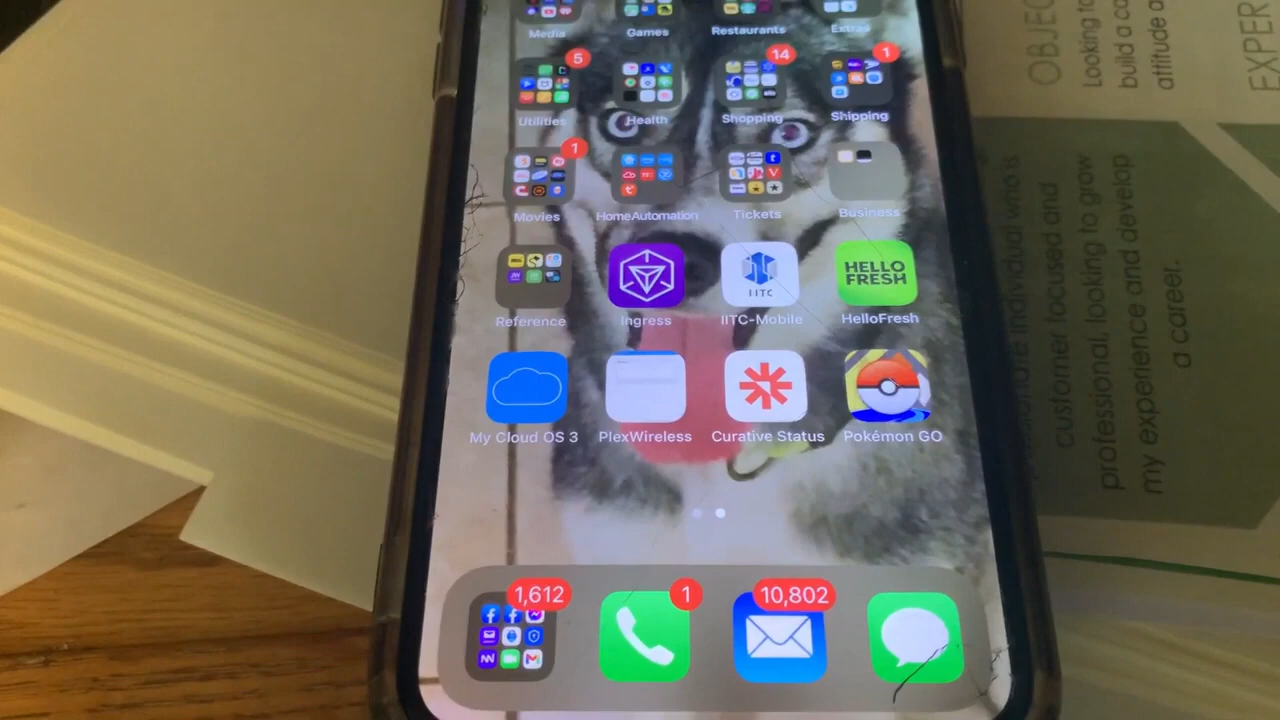 Media
Games
Restaurants
Extras
5
14
1
Utilities
Health
Shopping
Shipping
1
Movies
HomeAutomation
Tickets
Business
IITC
HELLO
FRESH
Reference
Ingress
IITC-Mobile
HelloFresh
My Cloud OS 3
PlexWireless
Curative Status
Pokémon GO
1,612
1
10,802
OBJEC
Looking to
build a ca
attitude a
EXPER
individual who is
customer focused and
professional, looking to grow
my experience and develop
a career.